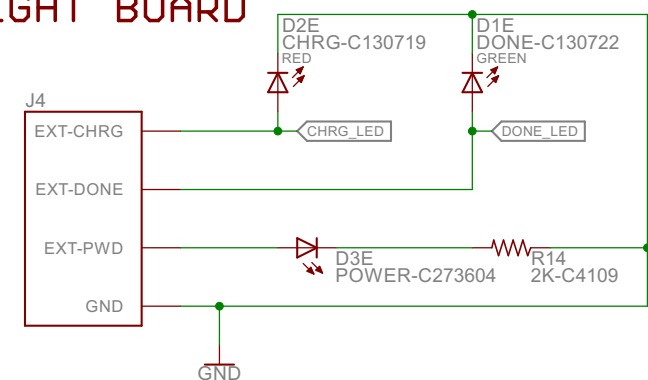 IGHT BOARD
D2E
CHRG-C130719
RED
D1E
DONE-C130722
GREEN
J4
EXT-CHRG
CHRG_LED
DONE_LED
EXT-DONE
EXT-PWD
D3E
POWER-C273604
R14
2K-C4109
GND
GND